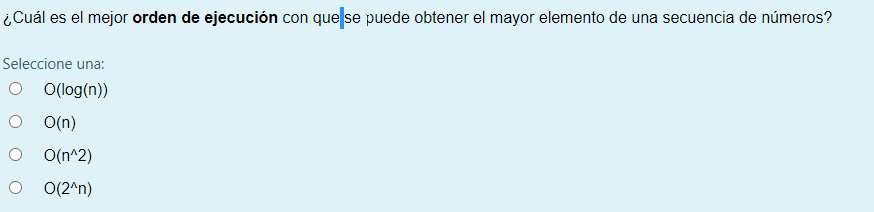 ¿Cuál es el mejor orden de ejecución con que se puede obtener el mayor elemento de una secuencia de números?
Seleccione una:
O(log(n))
O(n)
O(n^2)
O(2^n)